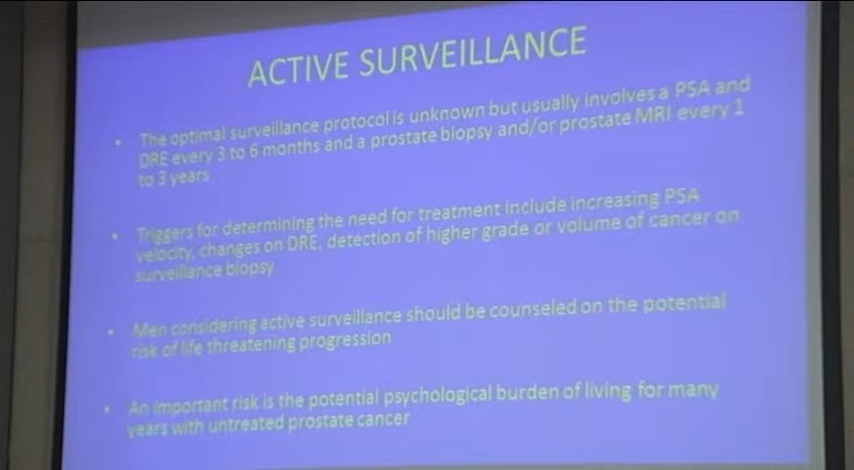 ACTIVE SURVEILLANCE
• The optimal surveillance protocol is unknown but usually involves a PSA and
DRE every 3 to 6 months and a prostate biopsy and/or prostate MRI every 1
to 3 years
• Triggers for determining the need for treatment include increasing PSA
velocity, changes on DRE, detection of higher grade or volume of cancer on
surveillance biopsy
• Men considering active surveillance should be counseled on the potential
risk of life threatening progression
• An important risk is the potential psychological burden of living for many
years with untreated prostate cancer